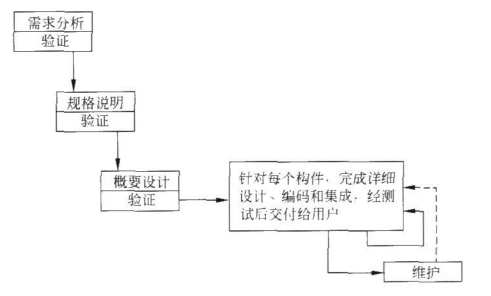 需求分析
验证
规格说明
验证
概要设计
验证
针对每个构件，完成详细
设计、编码和集成，经测
试后交付给用户
维护